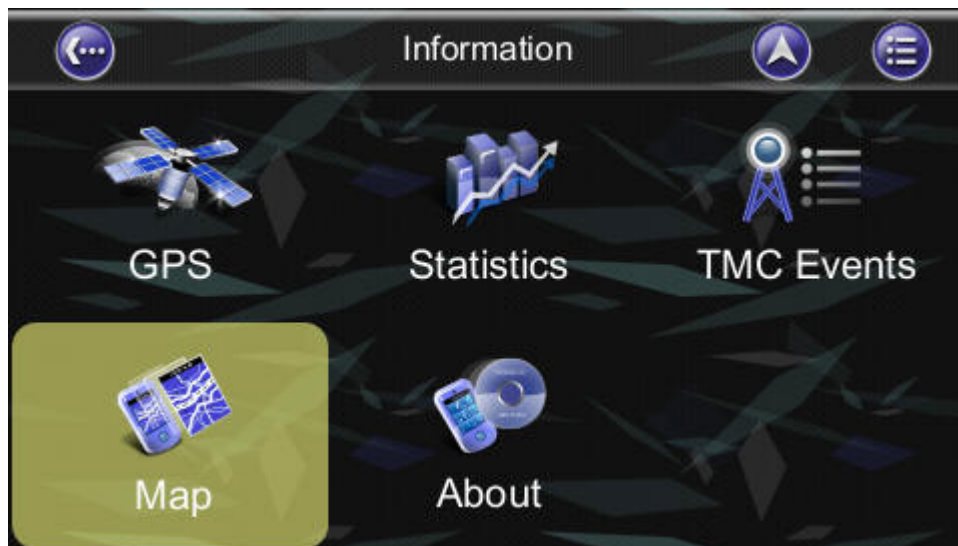 Information
GPS
Statistics
TMC Events
Map
About